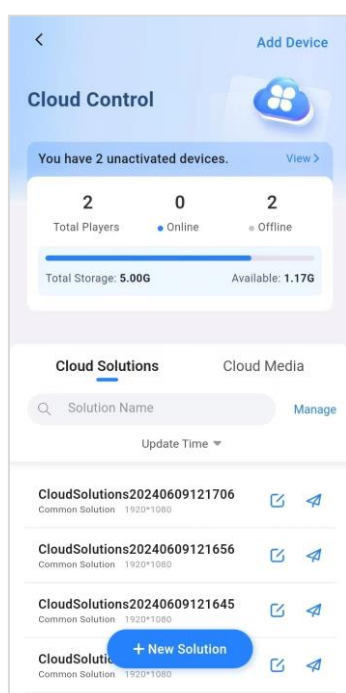 Add Device
Cloud Control
You have 2 unactivated devices. View >
2 0 2
Total Players Online Offline
Total Storage: 5.00G Available: 1.17G
Cloud Solutions Cloud Media
Solution Name Manage
Update Time
CloudSolutions20240609121706
Common Solution 1920*1080
CloudSolutions20240609121656
Common Solution 1920*1080
CloudSolutions20240609121645
Common Solution 1920*1080
+ New Solution
CloudSolutio
Common Solution 1920*1080